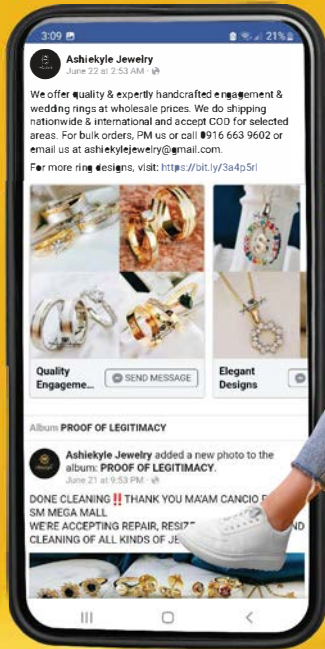 3:09
21%
Ashiekyle Jewelry
June 22 at 2:53 AM ·
We offer quality & expertly handcrafted engagement &
wedding rings at wholesale prices. We do shipping
nationwide & international and accept COD for selected
areas. For bulk orders, PM us or call 0916 663 9602 or
email us at ashiekylejewelry@gmail.com.
For more ring designs, visit: https://bit.ly/3a4p5rl
Quality
Engageme...
SEND MESSAGE
Elegant
Designs
Album PROOF OF LEGITIMACY
Ashiekyle Jewelry added a new photo to the
album: PROOF OF LEGITIMACY.
June 21 at 9:53 PM ·
DONE CLEANING ‼️ THANK YOU MA'AM CANCIO
SM MEGA MALL
WE'RE ACCEPTING REPAIR,
CLEANING OF ALL KINDS OF